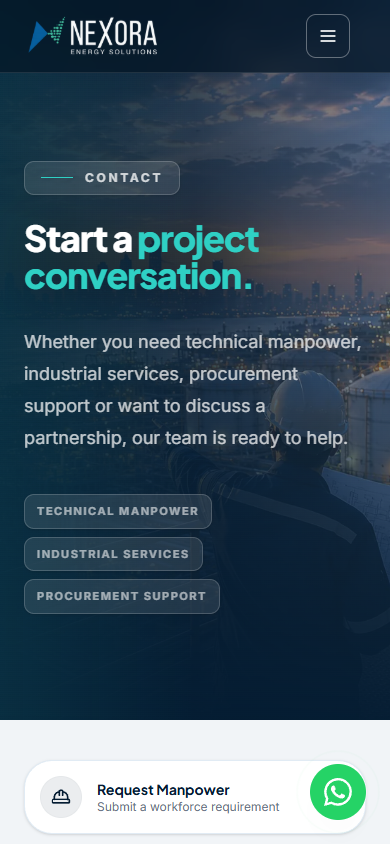 NEXORA
ENERGY SOLUTIONS
CONTACT
Start a project
conversation.
Whether you need technical manpower,
industrial services, procurement
support or want to discuss a
partnership, our team is ready to help.
TECHNICAL MANPOWER
INDUSTRIAL SERVICES
PROCUREMENT SUPPORT
Request Manpower
Submit a workforce requirement